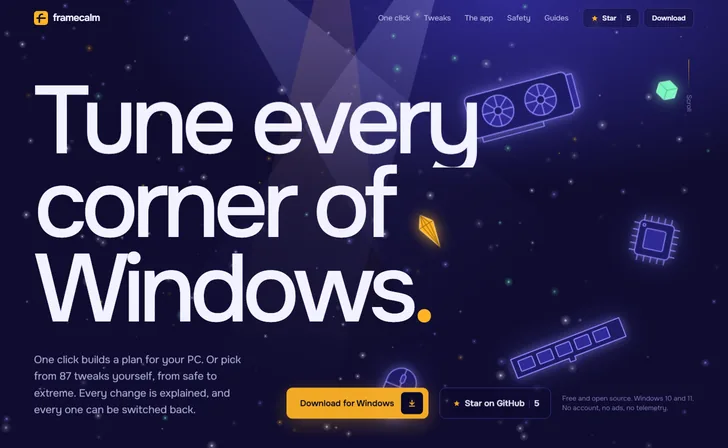 framecalm
One click
Tweaks
The app
Safety
Guides
Star 5
Download
Scroll
Tune every
corner of
Windows.
One click builds a plan for your PC. Or pick
from 87 tweaks yourself, from safe to
extreme. Every change is explained, and
every one can be switched back.
Download for Windows
Star on GitHub 5
Free and open source. Windows 10 and 11.
No account, no ads, no telemetry.